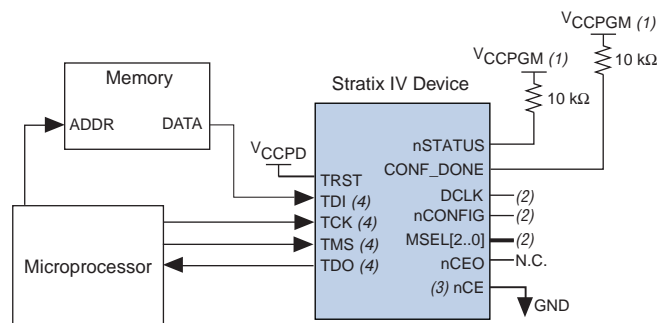 VCCPGM (1)
VCCPGM (1)
10 kΩ
Memory
Stratix IV Device
10 kΩ
ADDR
DATA
nSTATUS
VCCPD
CONF_DONE
TRST
DCLK (2)
TDI (4)
nCONFIG (2)
TCK (4)
MSEL[2..0] (2)
TMS (4)
Microprocessor
TDO (4)
nCEO N.C.
(3) nCE
GND